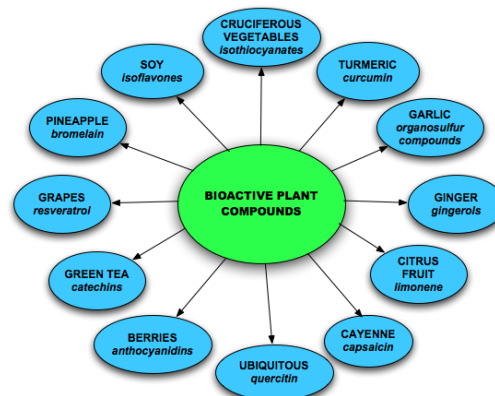 CRUCIFEROUS
VEGETABLES
isothiocyanates
TURMERIC
curcumin
GARLIC
organosulfur
compounds
GINGER
gingerols
CITRUS
FRUIT
limonene
CAYENNE
capsaicin
UBIQUITOUS
quercitin
BERRIES
anthocyanidins
GREEN TEA
catechins
GRAPES
resveratrol
PINEAPPLE
bromelain
SOY
isoflavones
BIOACTIVE PLANT
COMPOUNDS